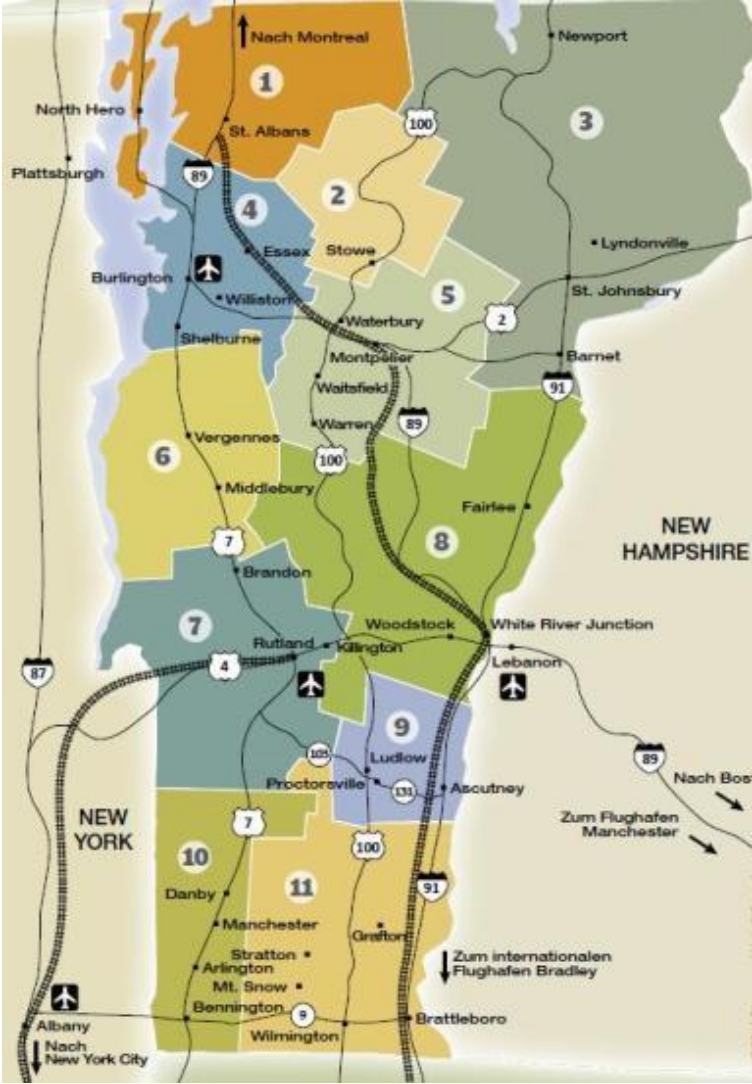 Nach Montreal
Newport
1
North Hero
100
3
St. Albans
Plattsburgh
89
2
4
Essex
Stowe
Lyndonville
Burlington
5
St. Johnsbury
Williston
Waterbury
2
Shelburne
Montpelier
Barnet
Waitsfield
91
Warren
89
Vergennes
6
100
Middlebury
Fairlee
NEW
HAMPSHIRE
7
8
Brandon
7
Woodstock
White River Junction
Rutland
Killington
4
Lebanon
87
9
103
Ludlow
89
Nach Bost
Proctorsville
131
Ascutney
NEW
YORK
7
Zum Flughafen
Manchester
100
10
11
91
Danby
Manchester
Grafton
Stratton
Zum internationalen
Flughafen Bradley
Arlington
Mt. Snow
Bennington
9
Brattleboro
Albany
Wilmington
Nach
New York City